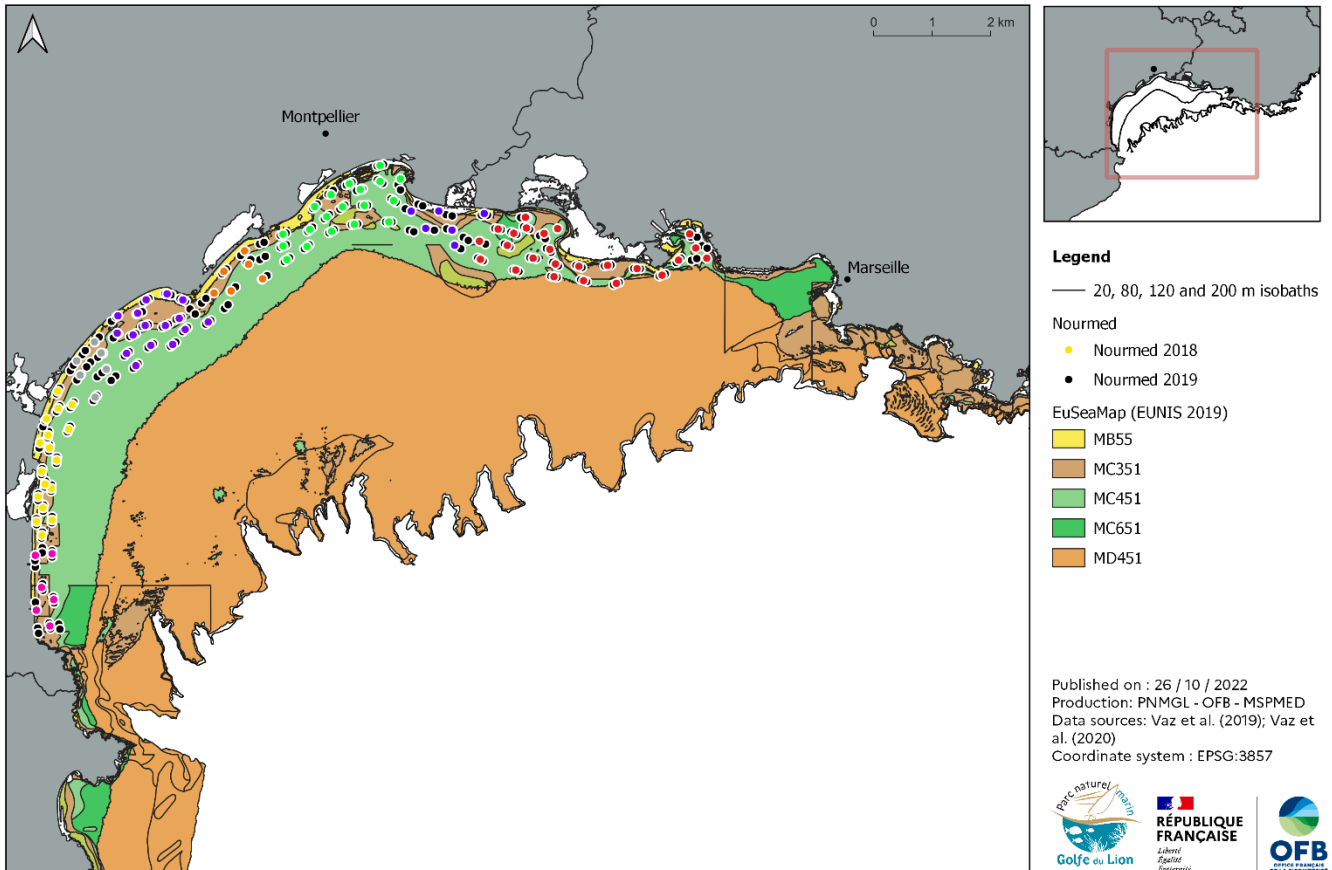 0 1 2 km
Montpellier
Marseille
Legend
20, 80, 120 and 200 m isobaths
Nourmed
Nourmed 2018
Nourmed 2019
EuSeaMap (EUNIS 2019)
MB55
MC351
MC451
MC651
MD451
Published on : 26 / 10 / 2022
Production: PNMGL - OFB - MSPMED
Data sources: Vaz et al. (2019); Vaz et
al. (2020)
Coordinate system : EPSG:3857
Parc naturel marin
Golfe du Lion
RÉPUBLIQUE
FRANÇAISE
Liberté
Égalité
Fraternité
OFB
OFFICE FRANÇAIS